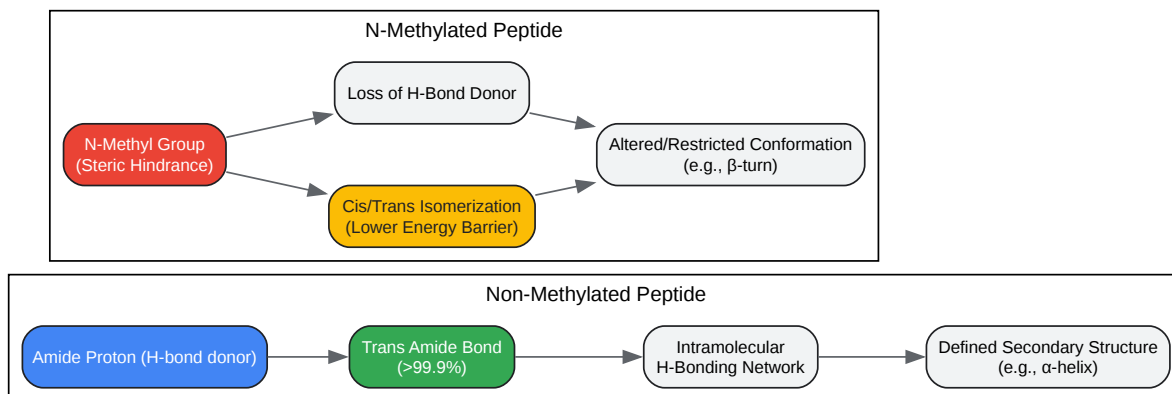 N-Methylated Peptide
Loss of H-Bond Donor
N-Methyl Group
(Steric Hindrance)
Altered/Restricted Conformation
(e.g., β-turn)
Cis/Trans Isomerization
(Lower Energy Barrier)
Non-Methylated Peptide
Amide Proton (H-bond donor)
Trans Amide Bond
(>99.9%)
Intramolecular
H-Bonding Network
Defined Secondary Structure
(e.g., α-helix)